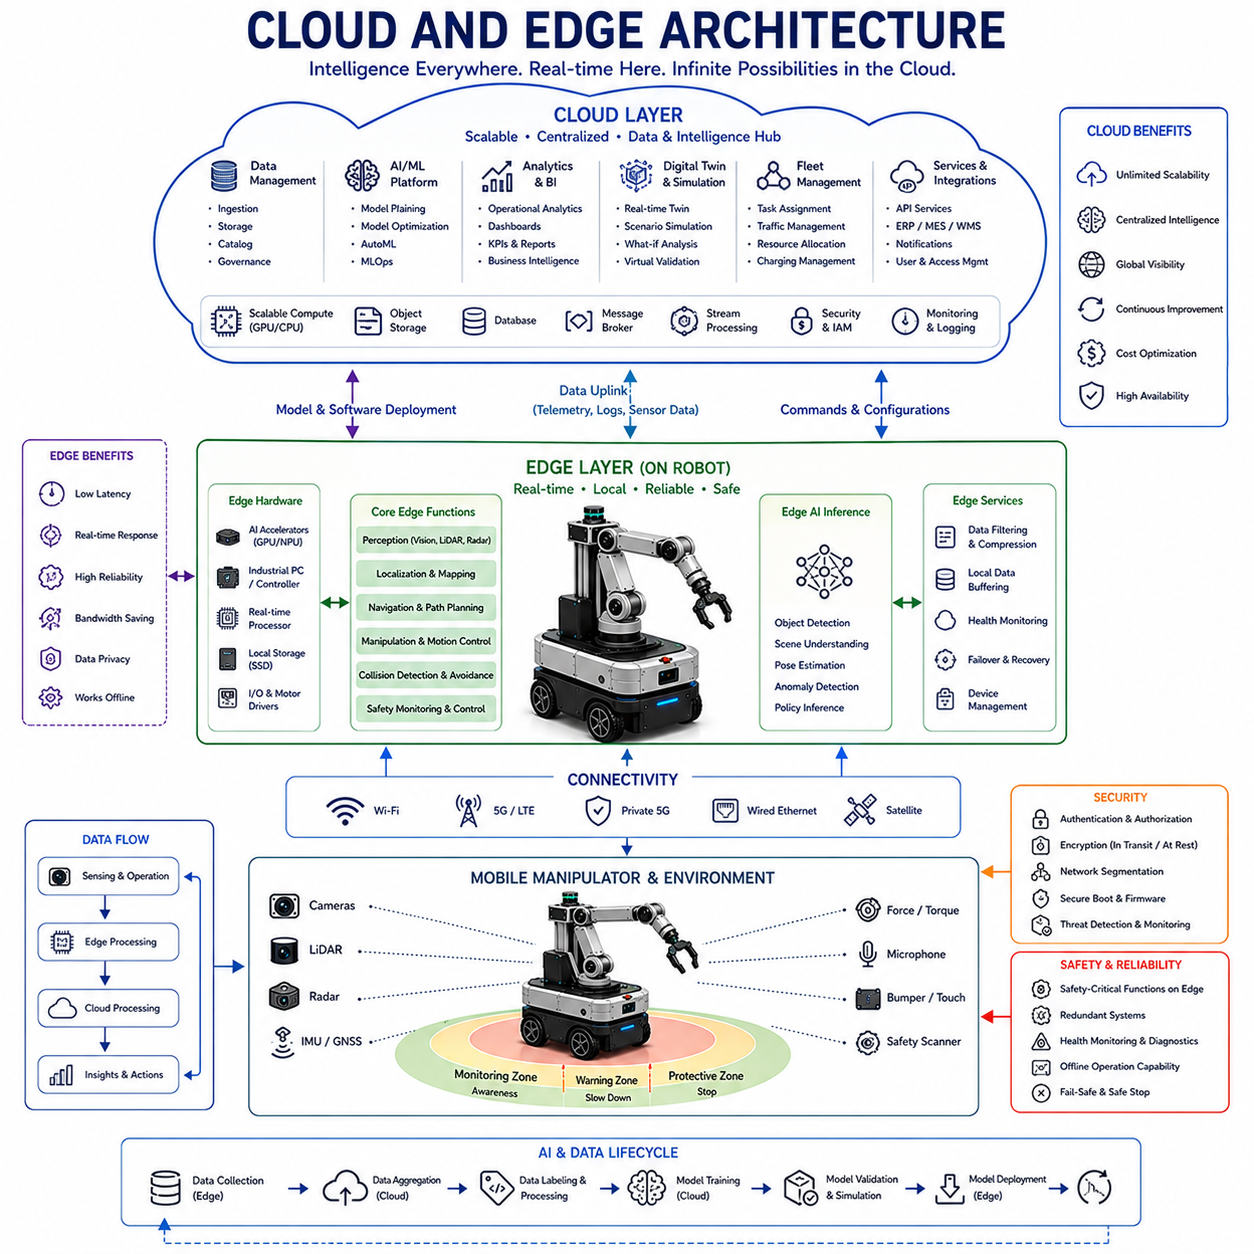 CLOUD AND EDGE ARCHITECTURE
Intelligence Everywhere. Real-time Here. Infinite Possibilities in the Cloud.
CLOUD LAYER
Scalable • Centralized • Data & Intelligence Hub
Data
Management
• Ingestion
• Storage
• Catalog
• Governance
AI/ML
Platform
• Model Plaining
• Model Optimization
• AutoML
• MLOps
Analytics
& BI
• Operational Analytics
• Dashboards
• KPIs & Reports
• Business Intelligence
Digital Twin
& Simulation
• Real-time Twin
• Scenario Simulation
• What-if Analysis
• Virtual Validation
Fleet
Management
• Task Assignment
• Traffic Management
• Resource Allocation
• Charging Management
API
Services &
Integrations
• API Services
• ERP / MES / WMS
• Notifications
• User & Access Mgmt
Scalable Compute
(GPU/CPU)
Object
Storage
Database
Message
Broker
Stream
Processing
Security
& IAM
Monitoring
& Logging
CLOUD BENEFITS
Unlimited Scalability
Centralized Intelligence
Global Visibility
Continuous Improvement
Cost Optimization
High Availability
Model & Software Deployment
Data Uplink
(Telemetry, Logs, Sensor Data)
Commands & Configurations
EDGE BENEFITS
Low Latency
Real-time Response
High Reliability
Bandwidth Saving
Data Privacy
Works Offline
EDGE LAYER (ON ROBOT)
Real-time • Local • Reliable • Safe
Edge Hardware
AI Accelerators
(GPU/NPU)
Industrial PC
/ Controller
Real-time
Processor
Local Storage
(SSD)
I/O & Motor
Drivers
Core Edge Functions
Perception (Vision, LiDAR, Radar)
Localization & Mapping
Navigation & Path Planning
Manipulation & Motion Control
Collision Detection & Avoidance
Safety Monitoring & Control
Edge AI Inference
Object Detection
Scene Understanding
Pose Estimation
Anomaly Detection
Policy Inference
Edge Services
Data Filtering
& Compression
Local Data
Buffering
Health Monitoring
Failover & Recovery
Device
Management
CONNECTIVITY
Wi-Fi
5G / LTE
Private 5G
Wired Ethernet
Satellite
DATA FLOW
Sensing & Operation
Edge Processing
Cloud Processing
Insights & Actions
MOBILE MANIPULATOR & ENVIRONMENT
Cameras
LiDAR
Radar
IMU / GNSS
Force / Torque
Microphone
Bumper / Touch
Safety Scanner
Monitoring Zone
Awareness
Warning Zone
Slow Down
Protective Zone
Stop
SECURITY
Authentication & Authorization
Encryption (In Transit / At Rest)
Network Segmentation
Secure Boot & Firmware
Threat Detection & Monitoring
SAFETY & RELIABILITY
Safety-Critical Functions on Edge
Redundant Systems
Health Monitoring & Diagnostics
Offline Operation Capability
Fail-Safe & Safe Stop
AI & DATA LIFECYCLE
Data Collection
(Edge)
Data Aggregation
(Cloud)
Data Labeling &
Processing
Model Training
(Cloud)
Model Validation
& Simulation
Model Deployment
(Edge)